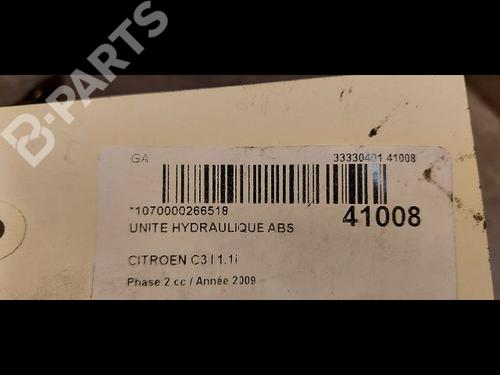 B-PARTS
GA
33330401 41008
*1070000266518
41008
UNITE HYDRAULIQUE ABS
CITROEN C3 I 1.1i
Phase 2 cc / Année 2009